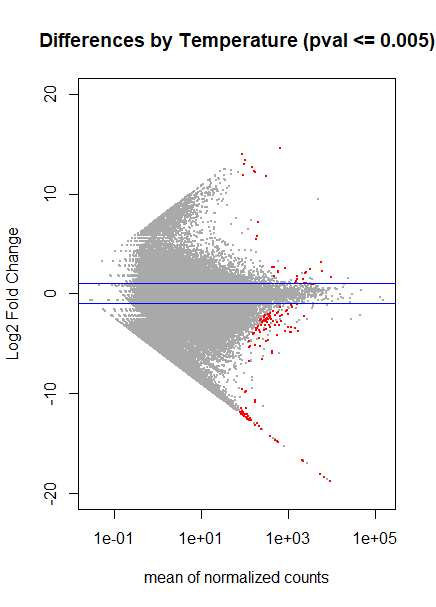 Differences by Temperature (pval <= 0.005)
Log2 Fold Change
20
10
0
-10
-20
1e-01 1e+01 1e+03 1e+05
mean of normalized counts